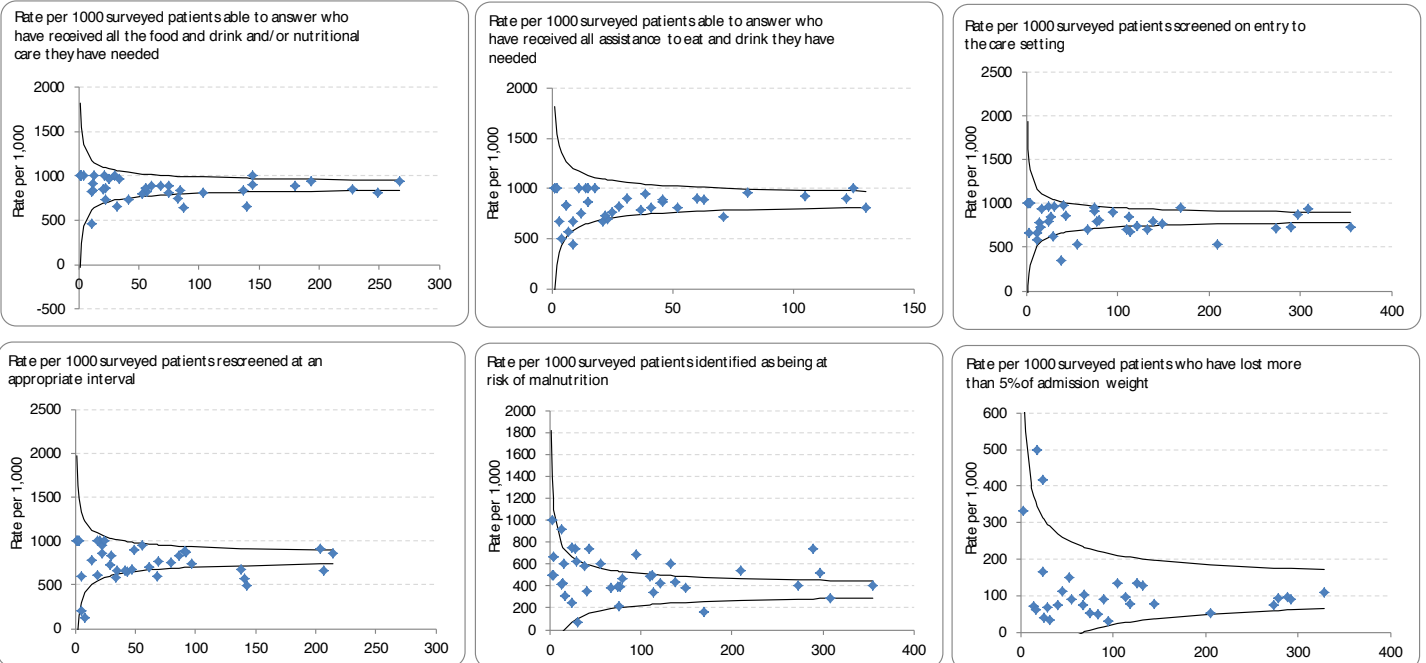 Rate per 1000 surveyed patients able to answer who
have received all the food and drink and/or nutritional
care they have needed
2000
1500
1000
500
0
-500
Rate per 1,000
0 50 100 150 200 250 300
Rate per 1000 surveyed patients able to answer who
have received all assistance to eat and drink they have
needed
2000
1500
1000
500
0
Rate per 1,000
0 50 100 150
Rate per 1000 surveyed patients screened on entry to
the care setting
2500
2000
1500
1000
500
0
Rate per 1,000
0 100 200 300 400
Rate per 1000 surveyed patients rescreened at an
appropriate interval
2500
2000
1500
1000
500
0
Rate per 1,000
0 50 100 150 200 250 300
Rate per 1000 surveyed patients identified as being at
risk of malnutrition
2000
1800
1600
1400
1200
1000
800
600
400
200
0
Rate per 1,000
0 100 200 300 400
Rate per 1000 surveyed patients who have lost more
than 5% of admission weight
600
500
400
300
200
100
0
Rate per 1,000
0 100 200 300 400